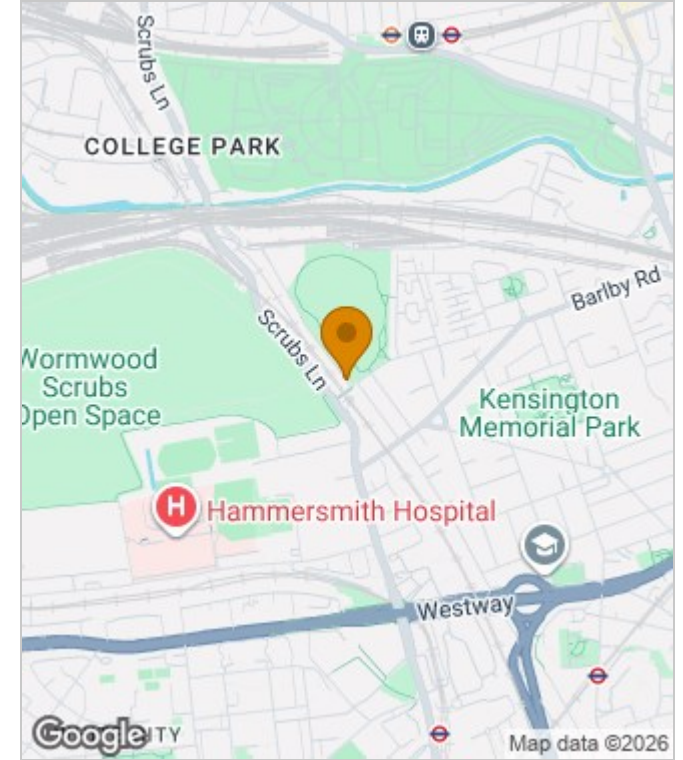 Scrubs Ln
COLLEGE PARK
Barlby Rd
Scrubs Ln
Wormwood
Scrubs
Open Space
Kensington
Memorial Park
H
Hammersmith Hospital
Westway
Google
ITY
Map data ©2026